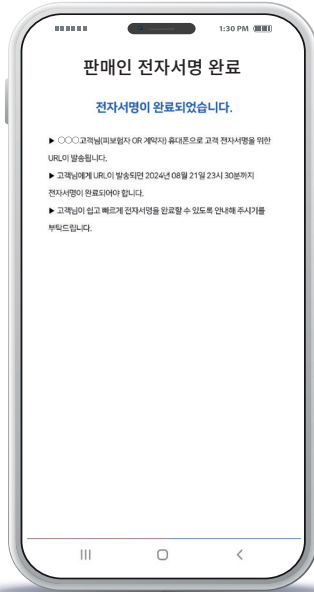 1:30 PM
판매인 전자서명 완료
전자서명이 완료되었습니다.
▶ ○○○고객님(피보험자 OR 계약자) 휴대폰으로 고객 전자서명을 위한
URL이 발송됩니다.
▶ 고객님에게 URL이 발송되면 2024년 08월 21일 23시 30분까지
전자서명이 완료되어야 합니다.
▶ 고객님이 쉽고 빠르게 전자서명을 완료할 수 있도록 안내해 주시기를
부탁드립니다.